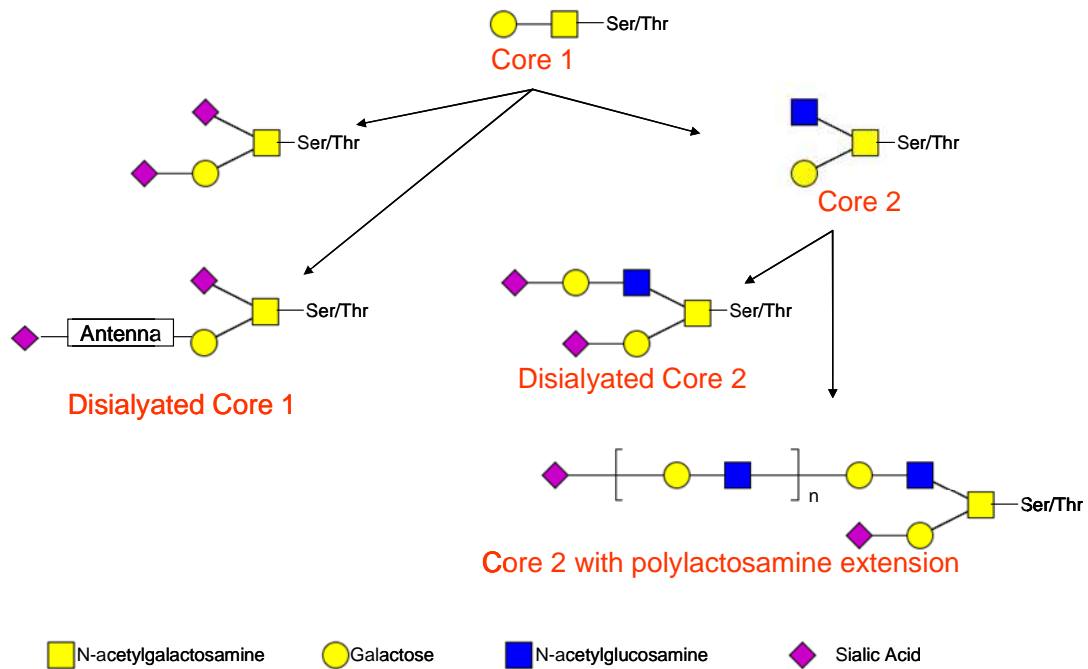 Ser/Thr
Core 1
Ser/Thr
Ser/Thr
Core 2
Ser/Thr
Antenna
Disialyated Core 1
Ser/Thr
Disialyated Core 2
n
Ser/Thr
Core 2 with polylactosamine extension
N-acetylgalactosamine
Galactose
N-acetylglucosamine
Sialic Acid